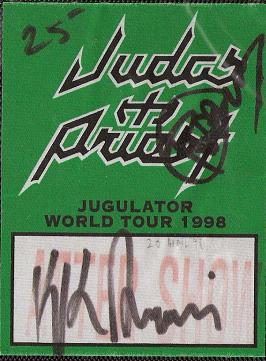 25-
Judas
Priest
JUGULATOR
WORLD TOUR 1998
AFTER SHOW